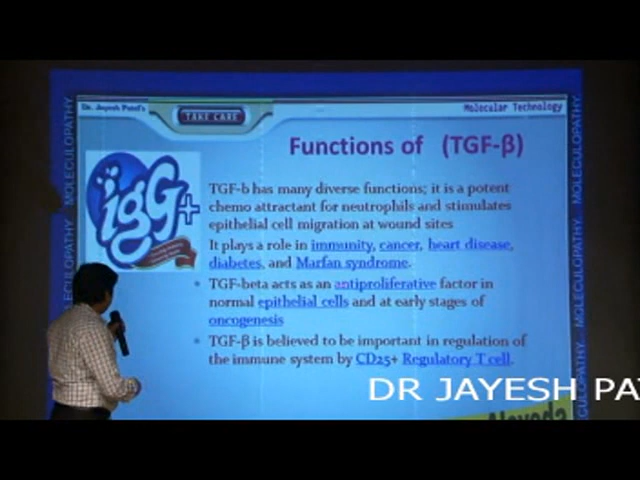 Dr. Jayesh Patel's
TAKE CARE
Molecular Technology
Functions of (TGF-β)
igG+
TGF-b has many diverse functions; it is a potent
chemo attractant for neutrophils and stimulates
epithelial cell migration at wound sites
It plays a role in immunity, cancer, heart disease,
diabetes, and Marfan syndrome.
• TGF-beta acts as an antiproliferative factor in
normal epithelial cells and at early stages of
oncogenesis
• TGF-β is believed to be important in regulation of
the immune system by CD25+ Regulatory T cell.
MOLECULOPATHY
MOLECULOPATHY
MOLECULOPATHY
MOLECULOPATHY
DR JAYESH PAT